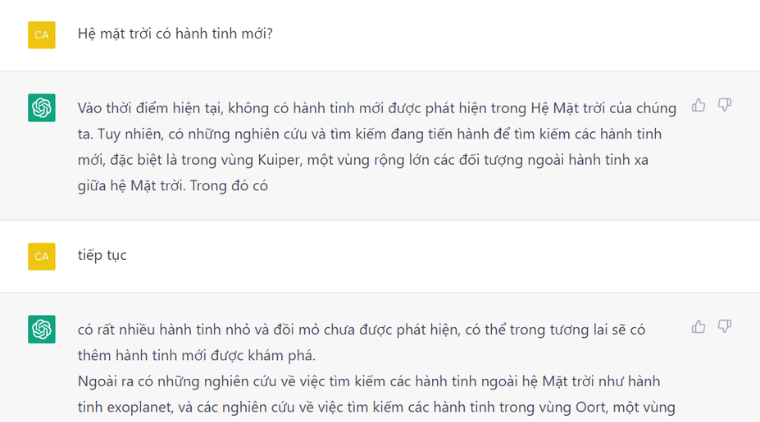 CA
Hệ mặt trời có hành tinh mới?
Vào thời điểm hiện tại, không có hành tinh mới được phát hiện trong Hệ Mặt trời của chúng
ta. Tuy nhiên, có những nghiên cứu và tìm kiếm đang tiến hành để tìm kiếm các hành tinh
mới, đặc biệt là trong vùng Kuiper, một vùng rộng lớn các đối tượng ngoài hành tinh xa
giữa hệ Mặt trời. Trong đó có
CA
tiếp tục
có rất nhiều hành tinh nhỏ và đồi mỏ chưa được phát hiện, có thể trong tương lai sẽ có
thêm hành tinh mới được khám phá.
Ngoài ra có những nghiên cứu về việc tìm kiếm các hành tinh ngoài hệ Mặt trời như hành
tinh exoplanet, và các nghiên cứu về việc tìm kiếm các hành tinh trong vùng Oort, một vùng